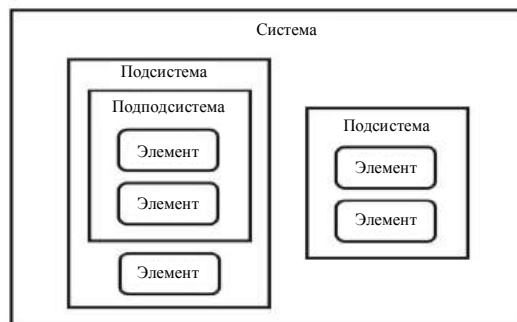 Система
Подсистема
Подподсистема
Элемент
Элемент
Элемент
Подсистема
Элемент
Элемент